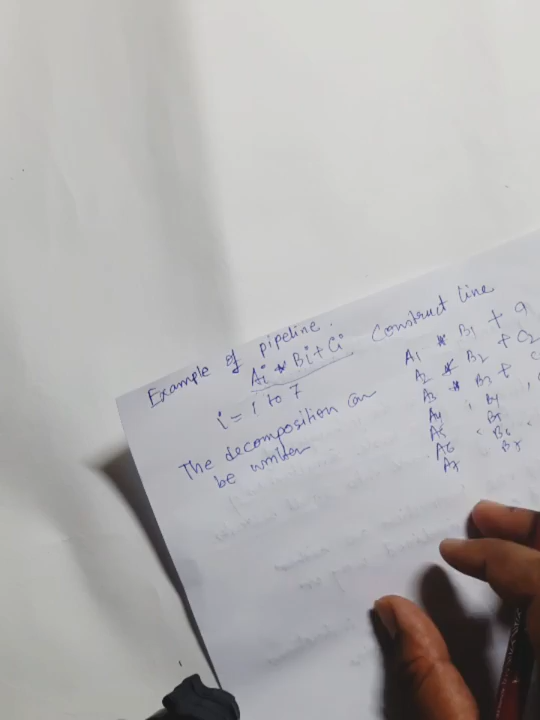 Example of pipeline.
Ai * Bi + Ci Construct line
i = 1 to 7
The decomposition can
be written
A1 * B1 +
A2 * B2 + C2
A3 * B3 +
A4 B4
A5 B5
A6 B6
A7 B7